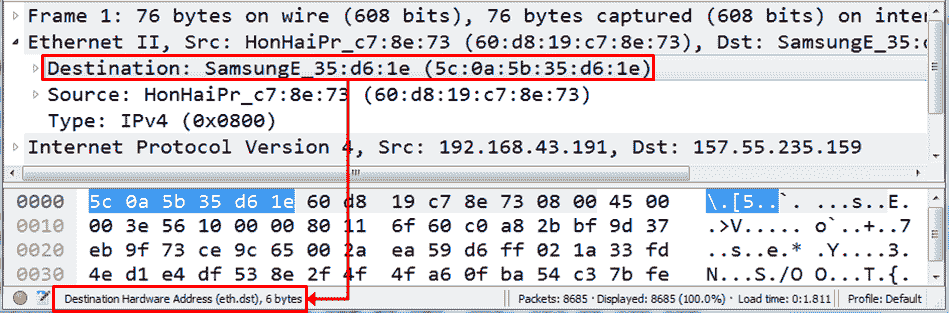 Frame 1: 76 bytes on wire (608 bits), 76 bytes captured (608 bits) on inter
Ethernet II, Src: HonHaiPr_c7:8e:73 (60:d8:19:c7:8e:73), Dst: SamsungE_35:
Destination: SamsungE_35:d6:1e (5c:0a:5b:35:d6:1e)
Source: HonHaiPr_c7:8e:73 (60:d8:19:c7:8e:73)
Type: IPv4 (0x0800)
Internet Protocol Version 4, Src: 192.168.43.191, Dst: 157.55.235.159
0000 5c 0a 5b 35 d6 1e 60 d8 19 c7 8e 73 08 00 45 00 \.[5..`. ...s..E.
0010 00 3e 56 10 00 00 80 11 6f 60 c0 a8 2b bf 9d 37 .>V..... o`..+..7
0020 eb 9f 73 ce 9c 65 00 2a ea 59 d6 ff 02 1a 33 fd ..s..e.* .Y....3.
0030 4e d1 e4 df 53 8e 2f 4f 4f a6 0f ba 54 c3 7b fe N...S./O O...T.{.
Destination Hardware Address (eth.dst), 6 bytes Packets: 8685 · Displayed: 8685 (100.0%) · Load time: 0:1.811 Profile: Default